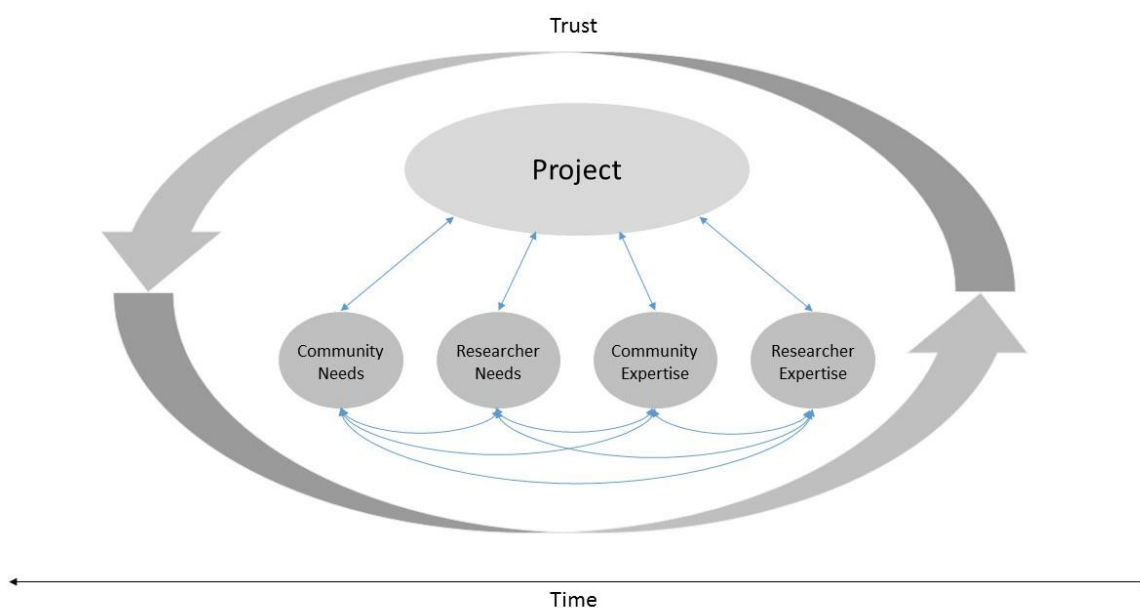 Trust
Project
Community
Needs
Researcher
Needs
Community
Expertise
Researcher
Expertise
Time